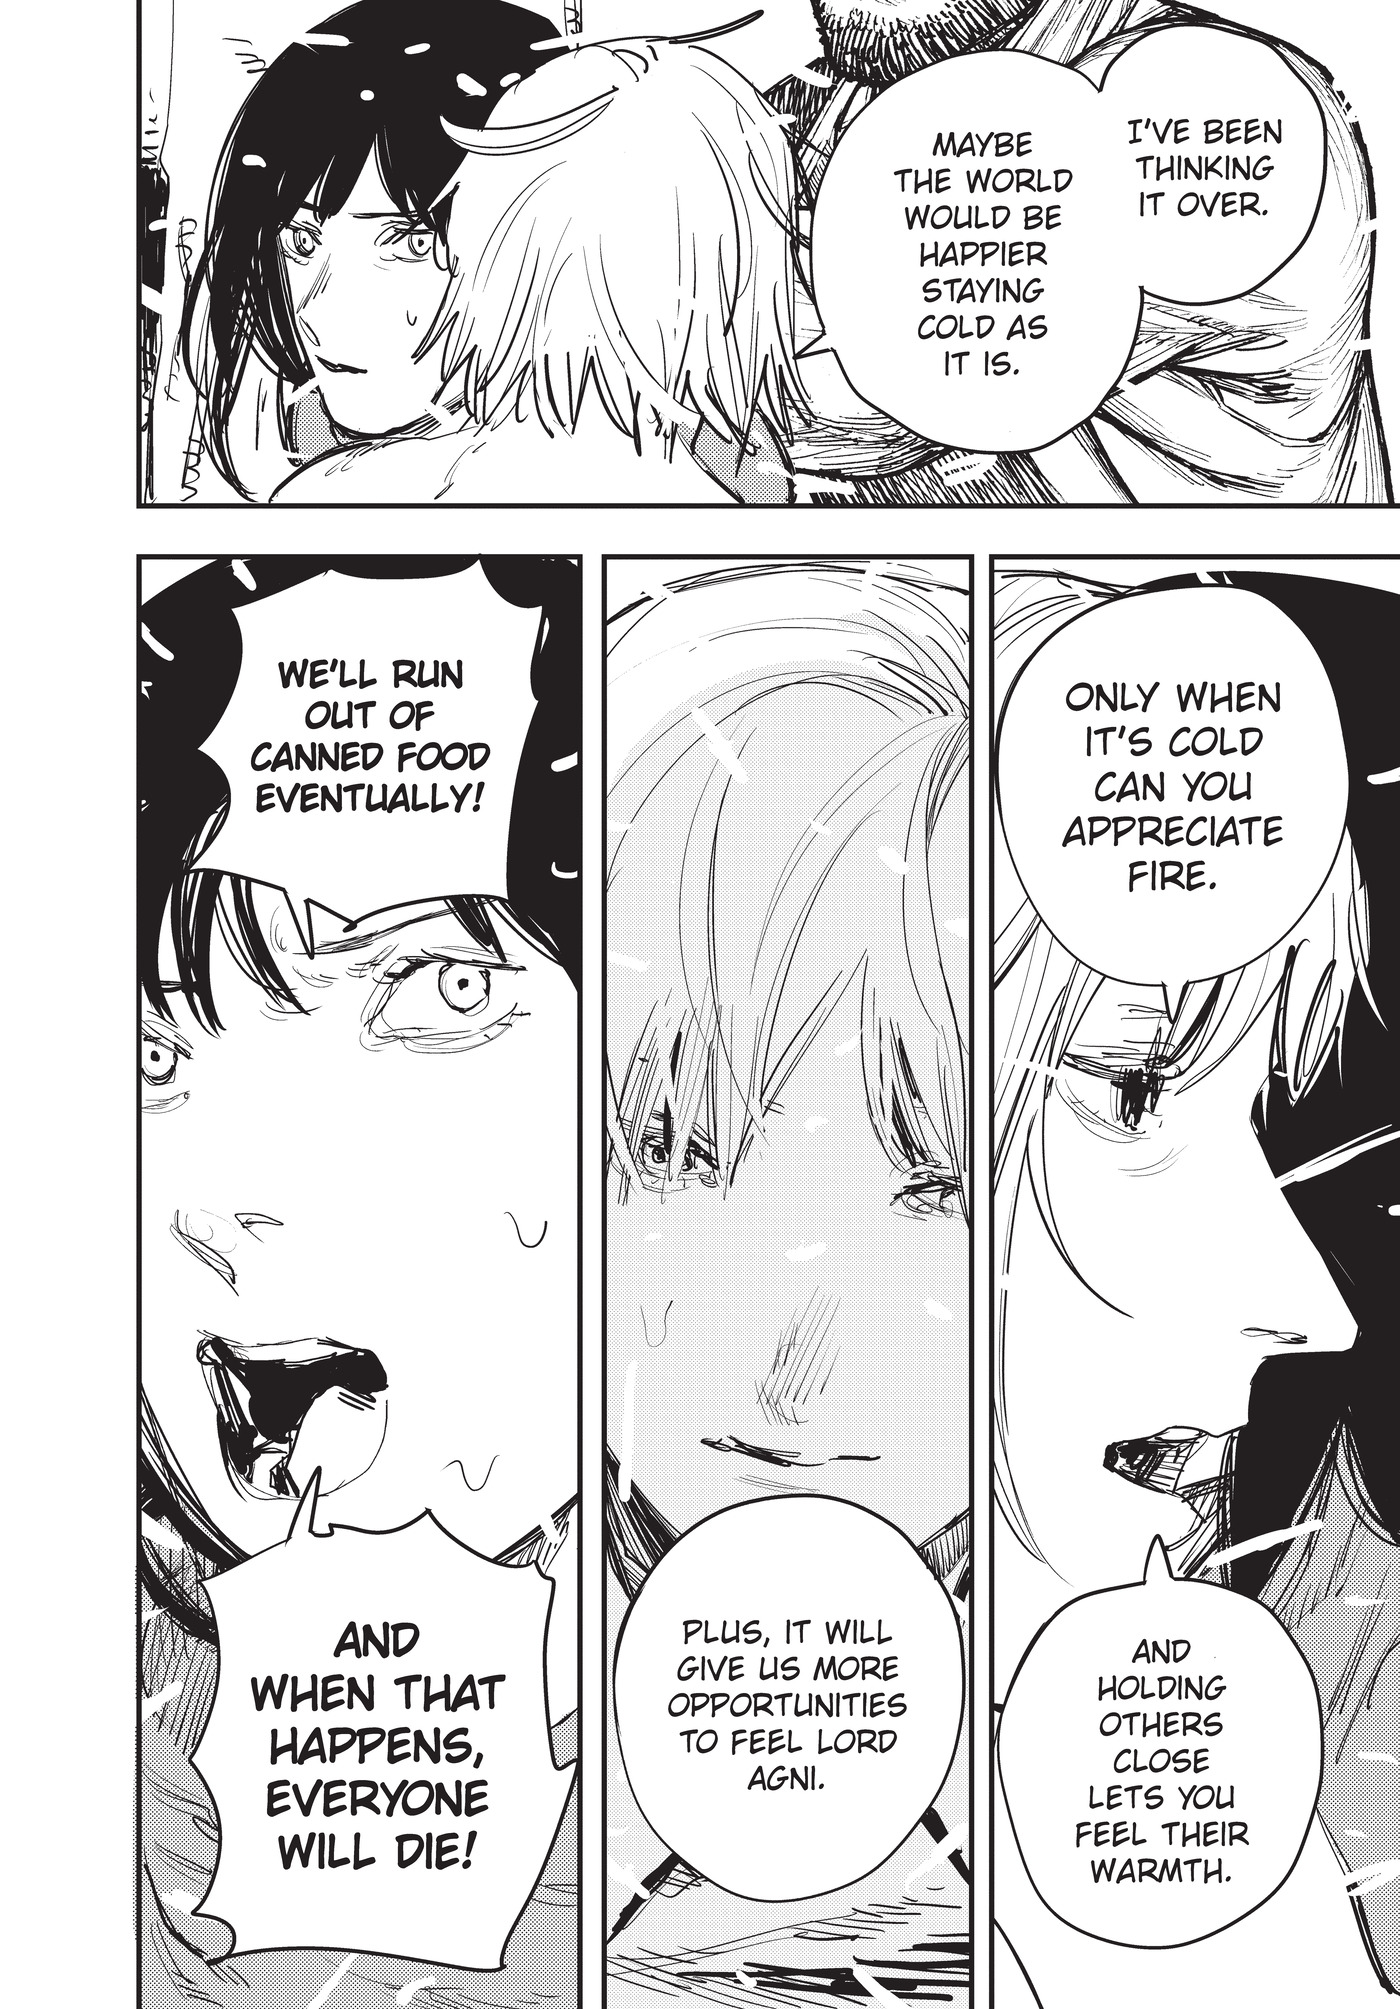 I'VE BEEN
THINKING
IT OVER.
MAYBE
THE WORLD
WOULD BE
HAPPIER
STAYING
COLD AS
IT IS.
ONLY WHEN
IT'S COLD
CAN YOU
APPRECIATE
FIRE.
AND
HOLDING
OTHERS
CLOSE
LETS YOU
FEEL THEIR
WARMTH.
PLUS, IT WILL
GIVE US MORE
OPPORTUNITIES
TO FEEL LORD
AGNI.
WE'LL RUN
OUT OF
CANNED FOOD
EVENTUALLY!
AND
WHEN THAT
HAPPENS,
EVERYONE
WILL DIE!